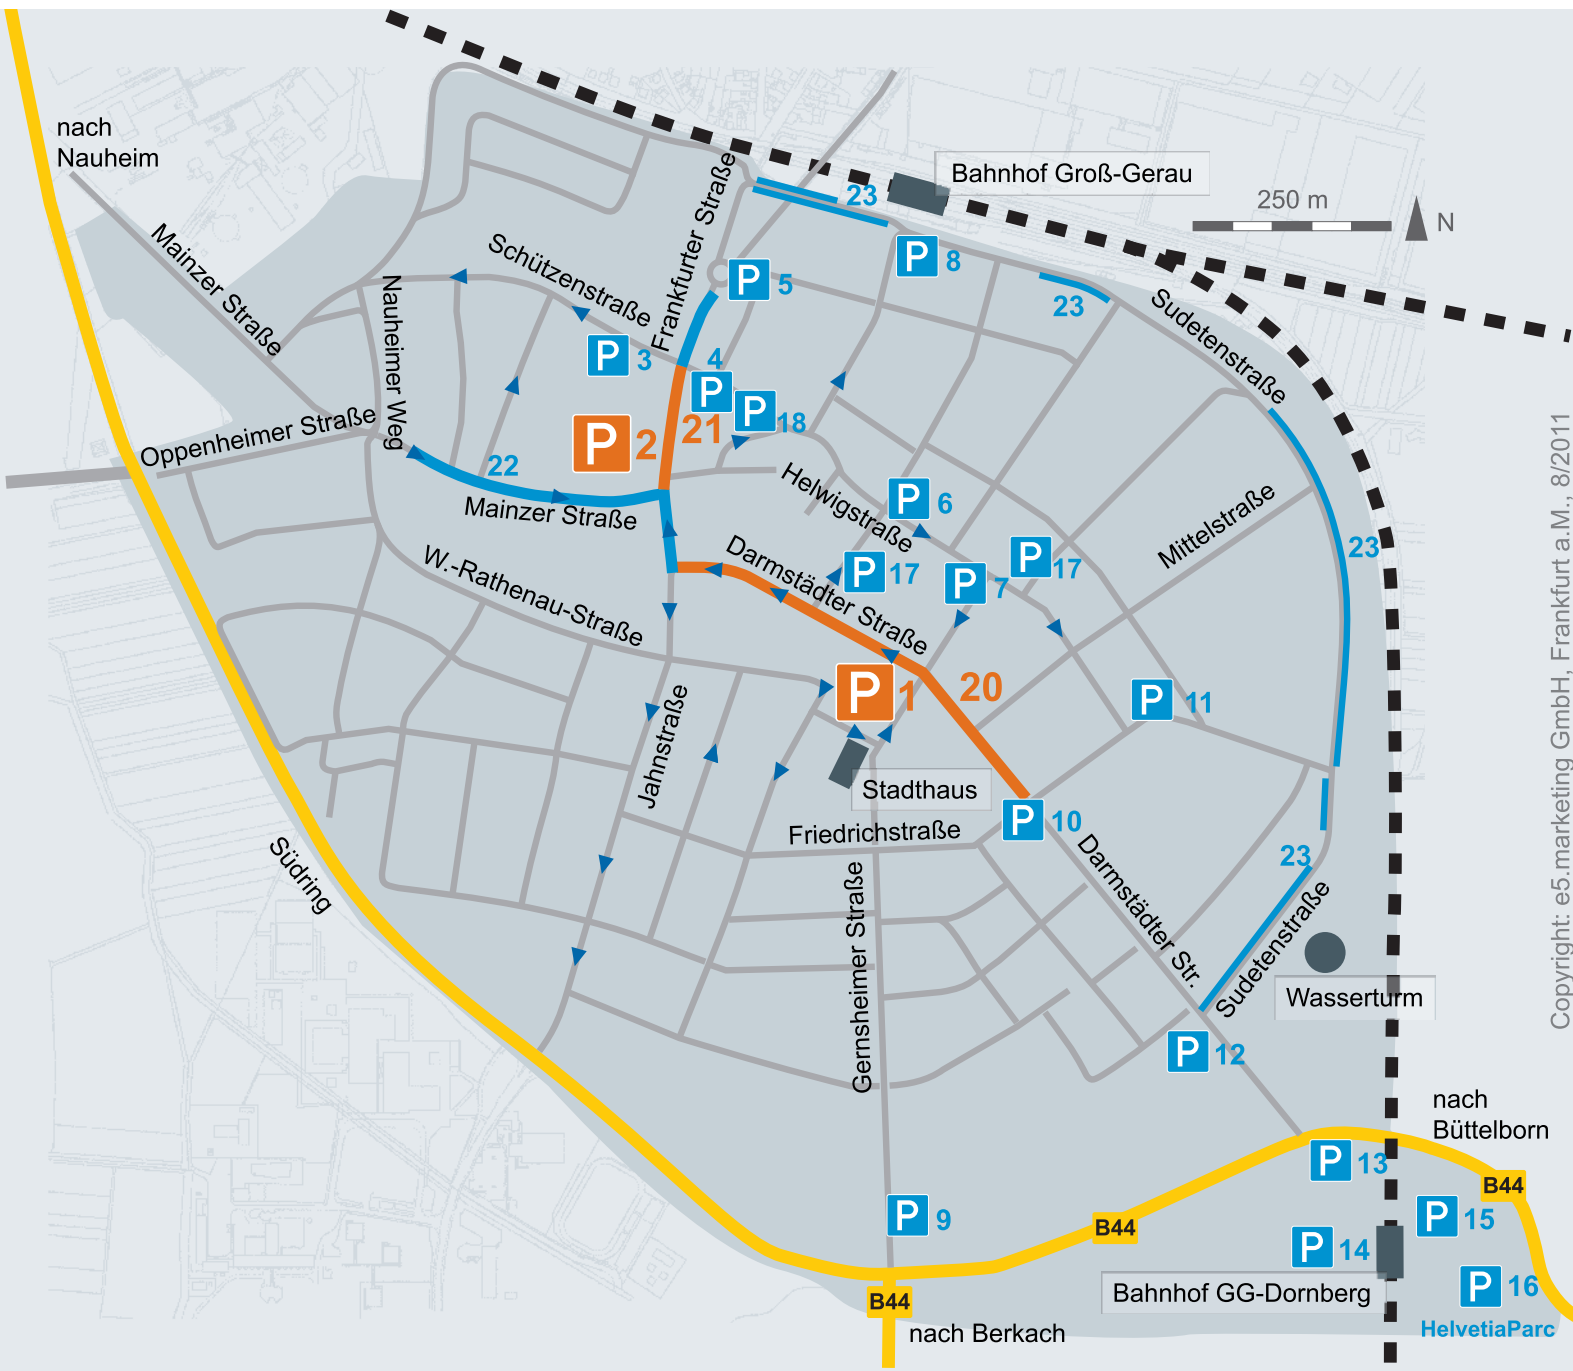 nach
Nauheim
Bahnhof Groß-Gerau
250 m
N
23
Mainzer Straße
Schützenstraße
Frankfurter Straße
P 5
P 8
23
Nauheimer Weg
Sudetenstraße
P 3
4
P
P 18
Oppenheimer Straße
P 2
21
22
Mainzer Straße
Helwigstraße
P 6
Mittelstraße
23
W.-Rathenau-Straße
Darmstädter Straße
P 17
P 7
P 17
P 1
20
P 11
Jahnstraße
Stadthaus
Friedrichstraße
P 10
Darmstädter Str.
23
Südring
Gernsheimer Straße
Sudetenstraße
Wasserturm
P 12
nach
Büttelborn
P 13
B44
P 9
B44
P 15
P 14
Bahnhof GG-Dornberg
P 16
HelvetiaParc
B44
nach Berkach
Copyright: e5.marketing GmbH, Frankfurt a.M., 8/2011